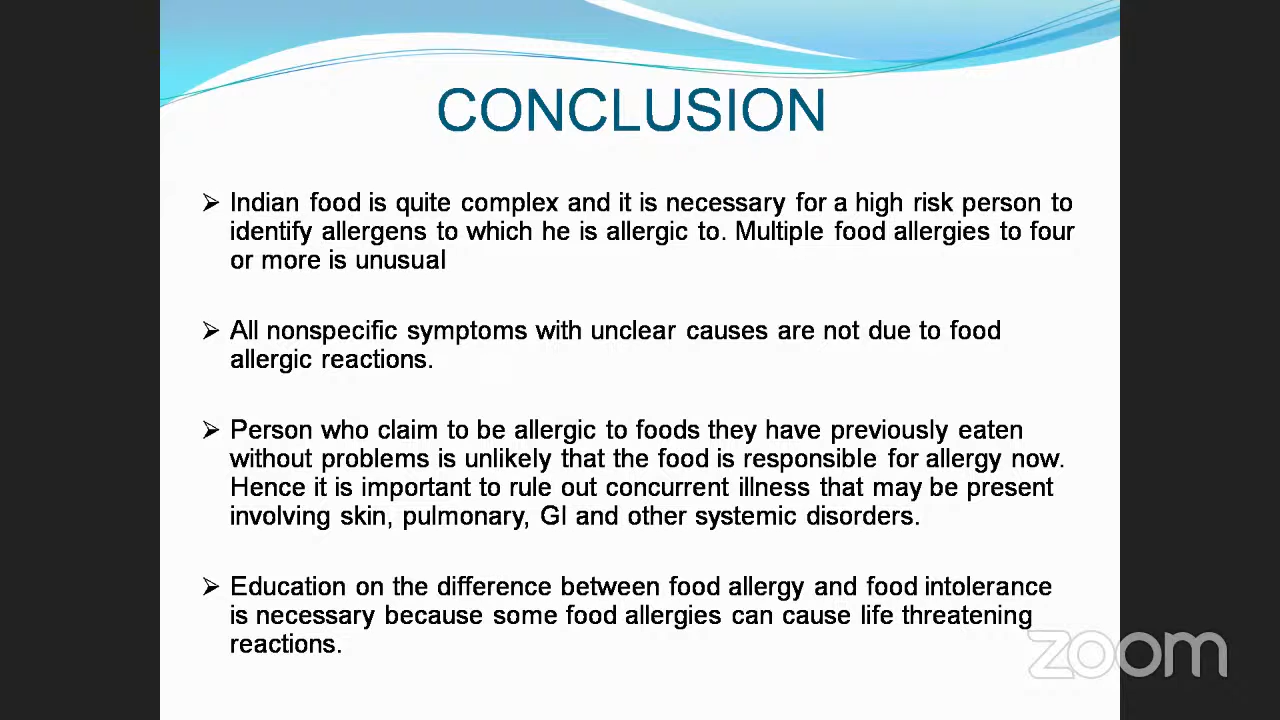 CONCLUSION
Indian food is quite complex and it is necessary for a high risk person to
identify allergens to which he is allergic to. Multiple food allergies to four
or more is unusual
All nonspecific symptoms with unclear causes are not due to food
allergic reactions.
Person who claim to be allergic to foods they have previously eaten
without problems is unlikely that the food is responsible for allergy now.
Hence it is important to rule out concurrent illness that may be present
involving skin, pulmonary, GI and other systemic disorders.
Education on the difference between food allergy and food intolerance
is necessary because some food allergies can cause life threatening
reactions.
zoom